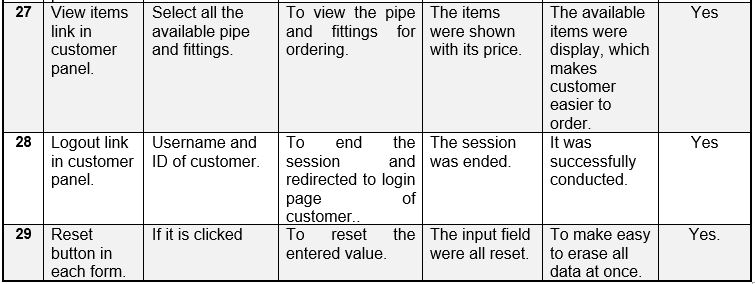 27
View items
link in
customer
panel.
Select all the
available pipe
and fittings.
To view the pipe
and fittings for
ordering.
The items
were shown
with its price.
The available
items were
display, which
makes
customer
easier to
order.
Yes
28
Logout link
in customer
panel.
Username and
ID of customer.
To end the
session and
redirected to login
page of
customer..
The session
was ended.
It was
successfully
conducted.
Yes
29
Reset
button in
each form.
If it is clicked
To reset the
entered value.
The input field
were all reset.
To make easy
to erase all
data at once.
Yes.